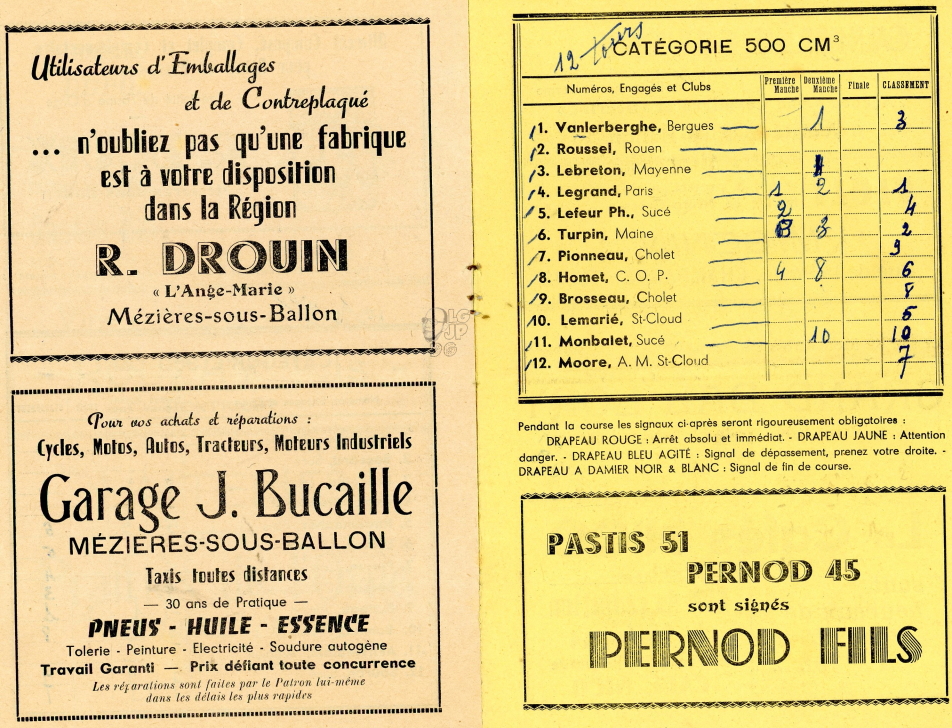 Utilisateurs d'Emballages
et de Contreplaqué
... n'oubliez pas qu'une fabrique
est à votre disposition
dans la Région
R. DROUIN
« L'Ange-Marie »
Mézières-sous-Ballon
Pour vos achats et réparations :
Cycles, Motos, Autos, Tracteurs, Moteurs Industriels
Garage J. Bucaille
MÉZIERES-SOUS-BALLON
Taxis toutes distances
— 30 ans de Pratique —
PNEUS - HUILE - ESSENCE
Tolerie - Peinture - Electricité - Soudure autogène
Travail Garanti — Prix défiant toute concurrence
Les réparations sont faites par le Patron lui-même
dans les délais les plus rapides
12 tours
CATÉGORIE 500 CM³
Numéros, Engagés et Clubs Première Manche Deuxième Manche Finale CLASSEMENT
1. Vanlerberghe, Bergues 1 3
2. Roussel, Rouen
3. Lebreton, Mayenne
4. Legrand, Paris 1 2 1
5. Lefeur Ph., Sucé 2 4
6. Turpin, Maine 3 3 2
7. Pionneau, Cholet 9
8. Homet, C. O. P. 4 8 6
9. Brosseau, Cholet 8
10. Lemarié, St-Cloud 5
11. Monbalet, Sucé 10 10
12. Moore, A. M. St-Cloud 7
Pendant la course les signaux ci-après seront rigoureusement obligatoires :
DRAPEAU ROUGE : Arrêt absolu et immédiat. - DRAPEAU JAUNE : Attention
danger. - DRAPEAU BLEU AGITÉ : Signal de dépassement, prenez votre droite. -
DRAPEAU A DAMIER NOIR & BLANC : Signal de fin de course.
PASTIS 51
PERNOD 45
sont signés
PERNOD FILS